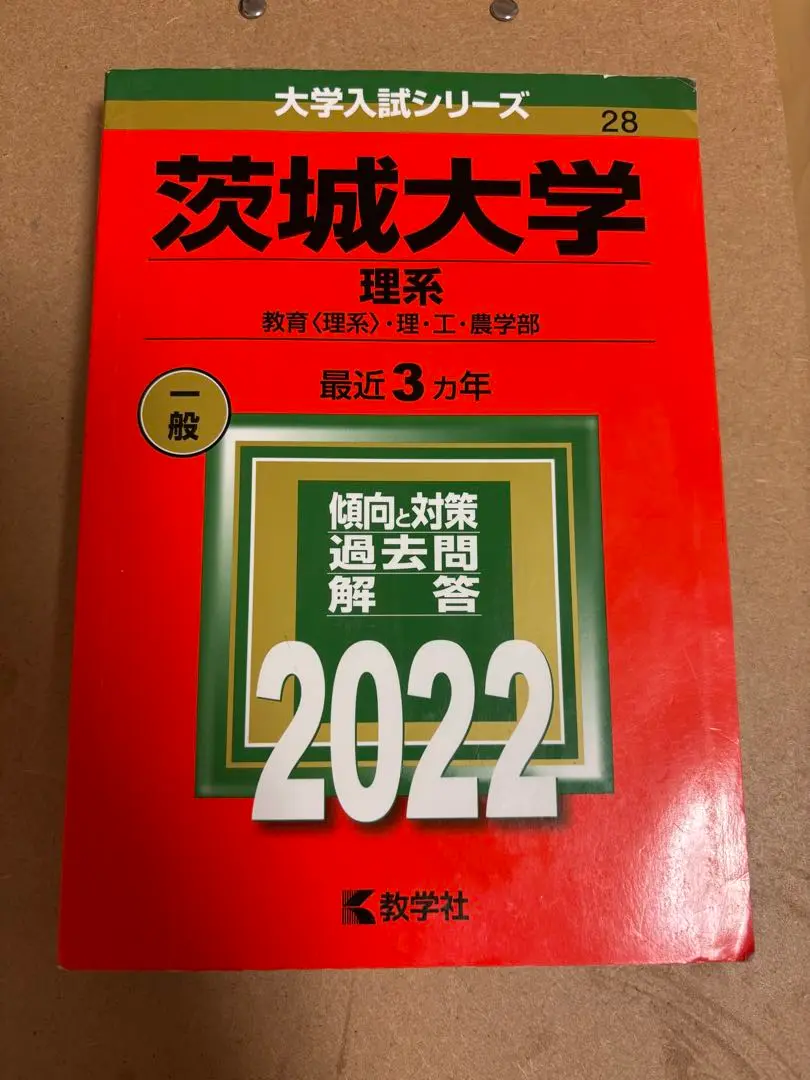 大学入試シリーズ
28
茨城大学
理系
教育〈理系〉・理・工・農学部
最近3カ年
一般
傾向と対策
過去問
解答
2022
教学社